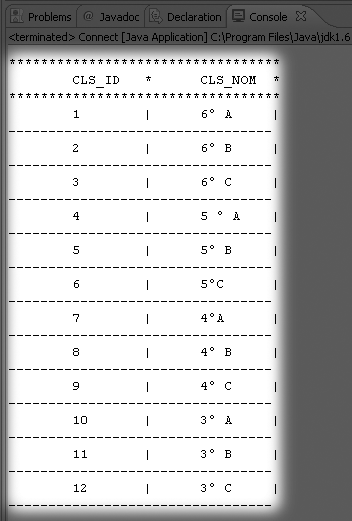 Problems @ Javadoc Declaration Console
<terminated> Connect [Java Application] C:\Program Files\Java\jdk1.6
**********************************
CLS_ID * CLS_NOM *
**********************************
1 | 6° A |
---------------------------------
2 | 6° B |
---------------------------------
3 | 6° C |
---------------------------------
4 | 5 ° A |
---------------------------------
5 | 5° B |
---------------------------------
6 | 5°C |
---------------------------------
7 | 4°A |
---------------------------------
8 | 4° B |
---------------------------------
9 | 4° C |
---------------------------------
10 | 3° A |
---------------------------------
11 | 3° B |
---------------------------------
12 | 3° C |
---------------------------------